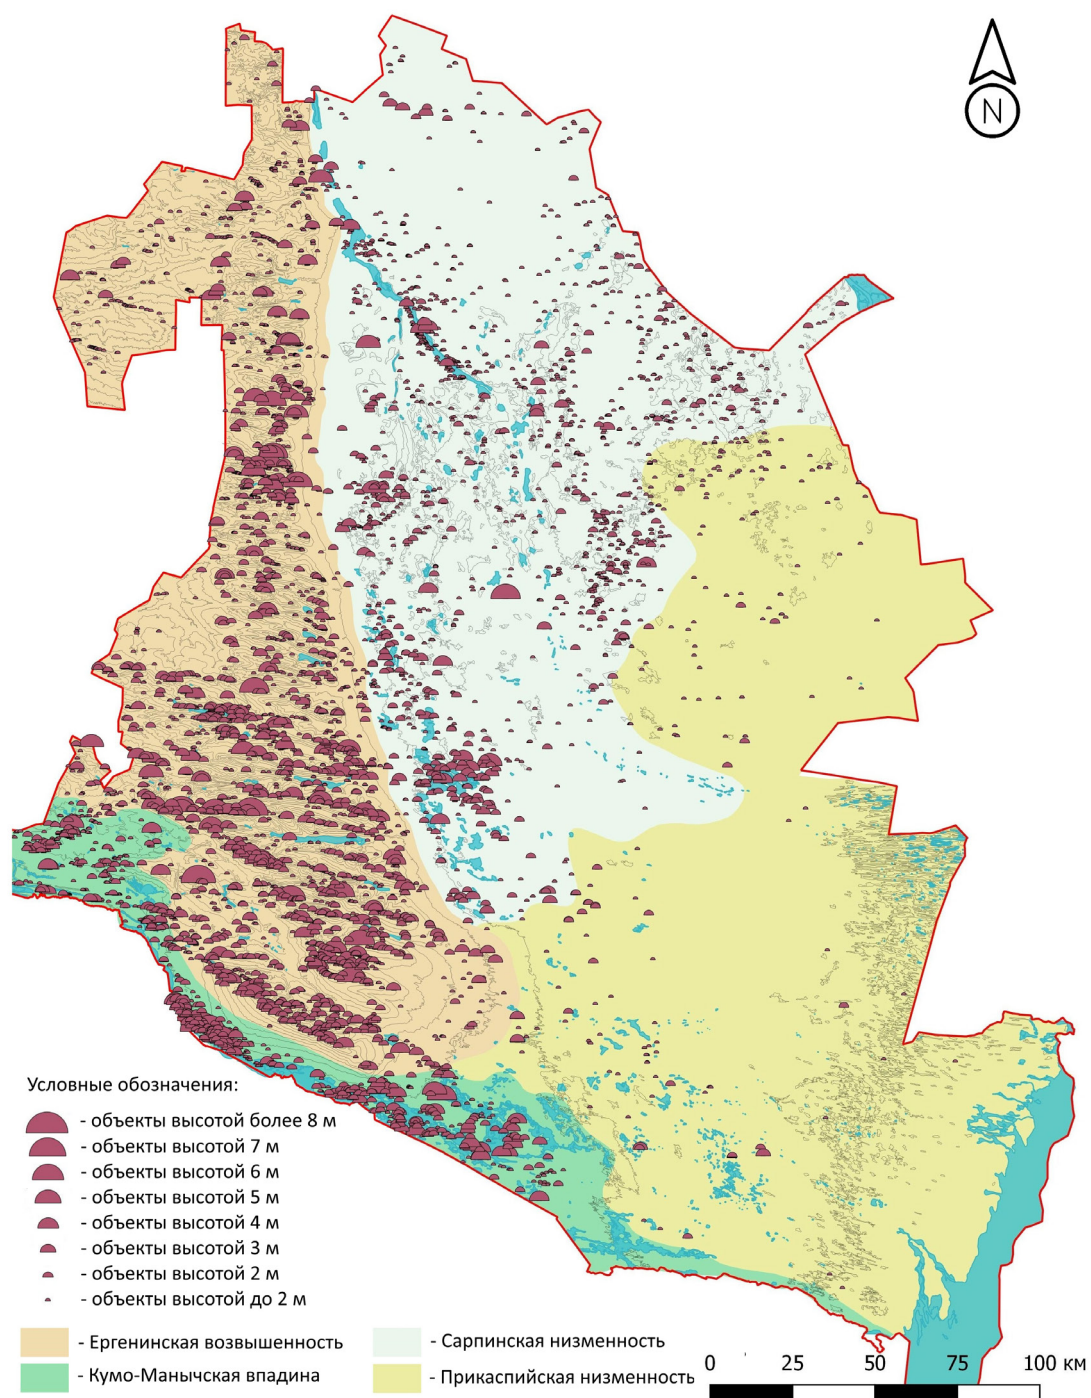 N
Условные обозначения:
- объекты высотой более 8 м
- объекты высотой 7 м
- объекты высотой 6 м
- объекты высотой 5 м
- объекты высотой 4 м
- объекты высотой 3 м
- объекты высотой 2 м
- объекты высотой до 2 м
- Ергенинская возвышенность
- Кумо-Манычская впадина
- Сарпинская низменность
- Прикаспийская низменность
0 25 50 75 100 км